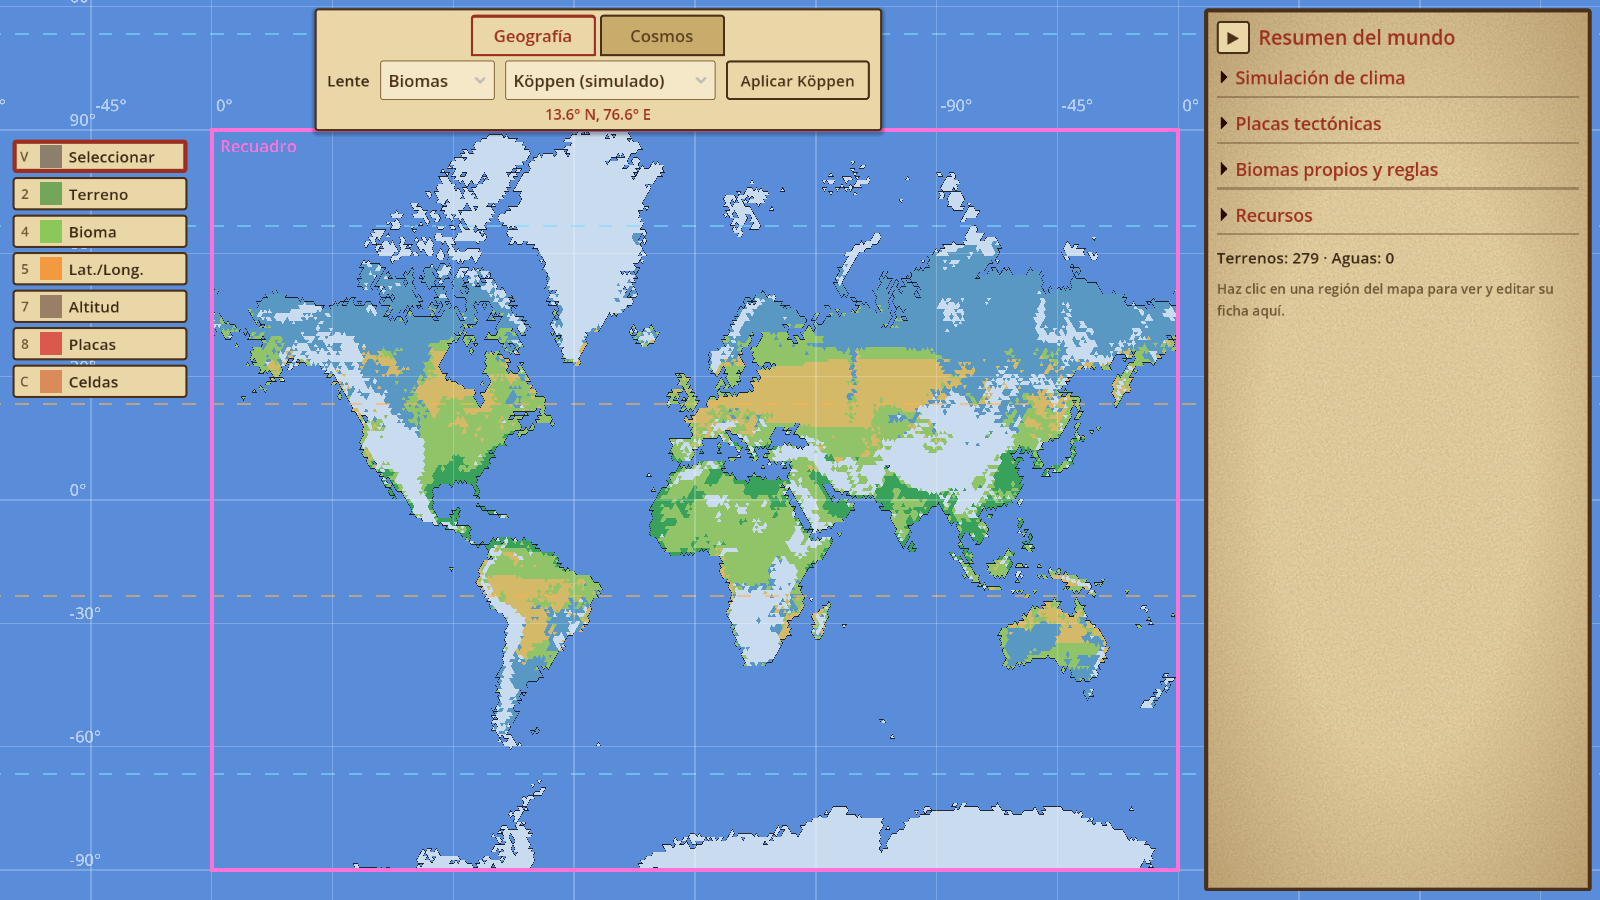 Geografía Cosmos
Lente Biomas Köppen (simulado) Aplicar Köppen
13.6° N, 76.6° E
-45° 0° -90° -45° 0°
90°
0°
-30°
-60°
-90°
Recuadro
V Seleccionar
2 Terreno
4 Bioma
5 Lat./Long.
7 Altitud
8 Placas
C Celdas
Resumen del mundo
Simulación de clima
Placas tectónicas
Biomas propios y reglas
Recursos
Terrenos: 279 · Aguas: 0
Haz clic en una región del mapa para ver y editar su
ficha aquí.